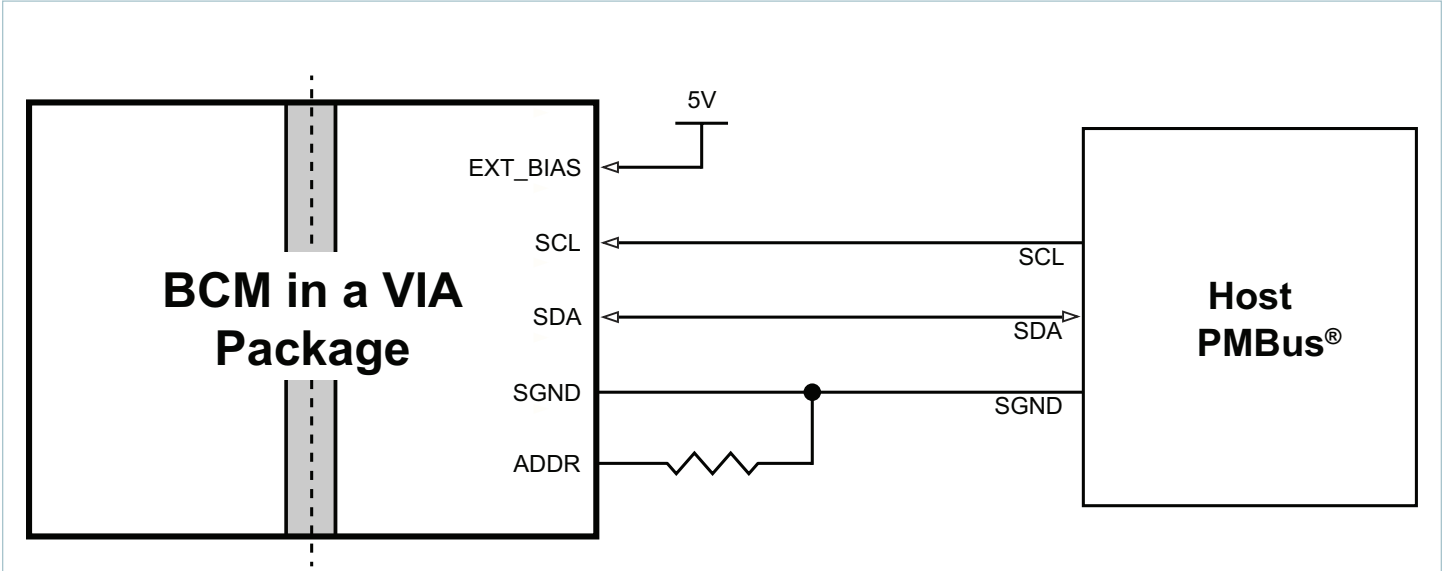 5V
EXT_BIAS
SCL
SCL
BCM in a VIA
Package
SDA
SDA
Host
PMBus®
SGND
SGND
ADDR